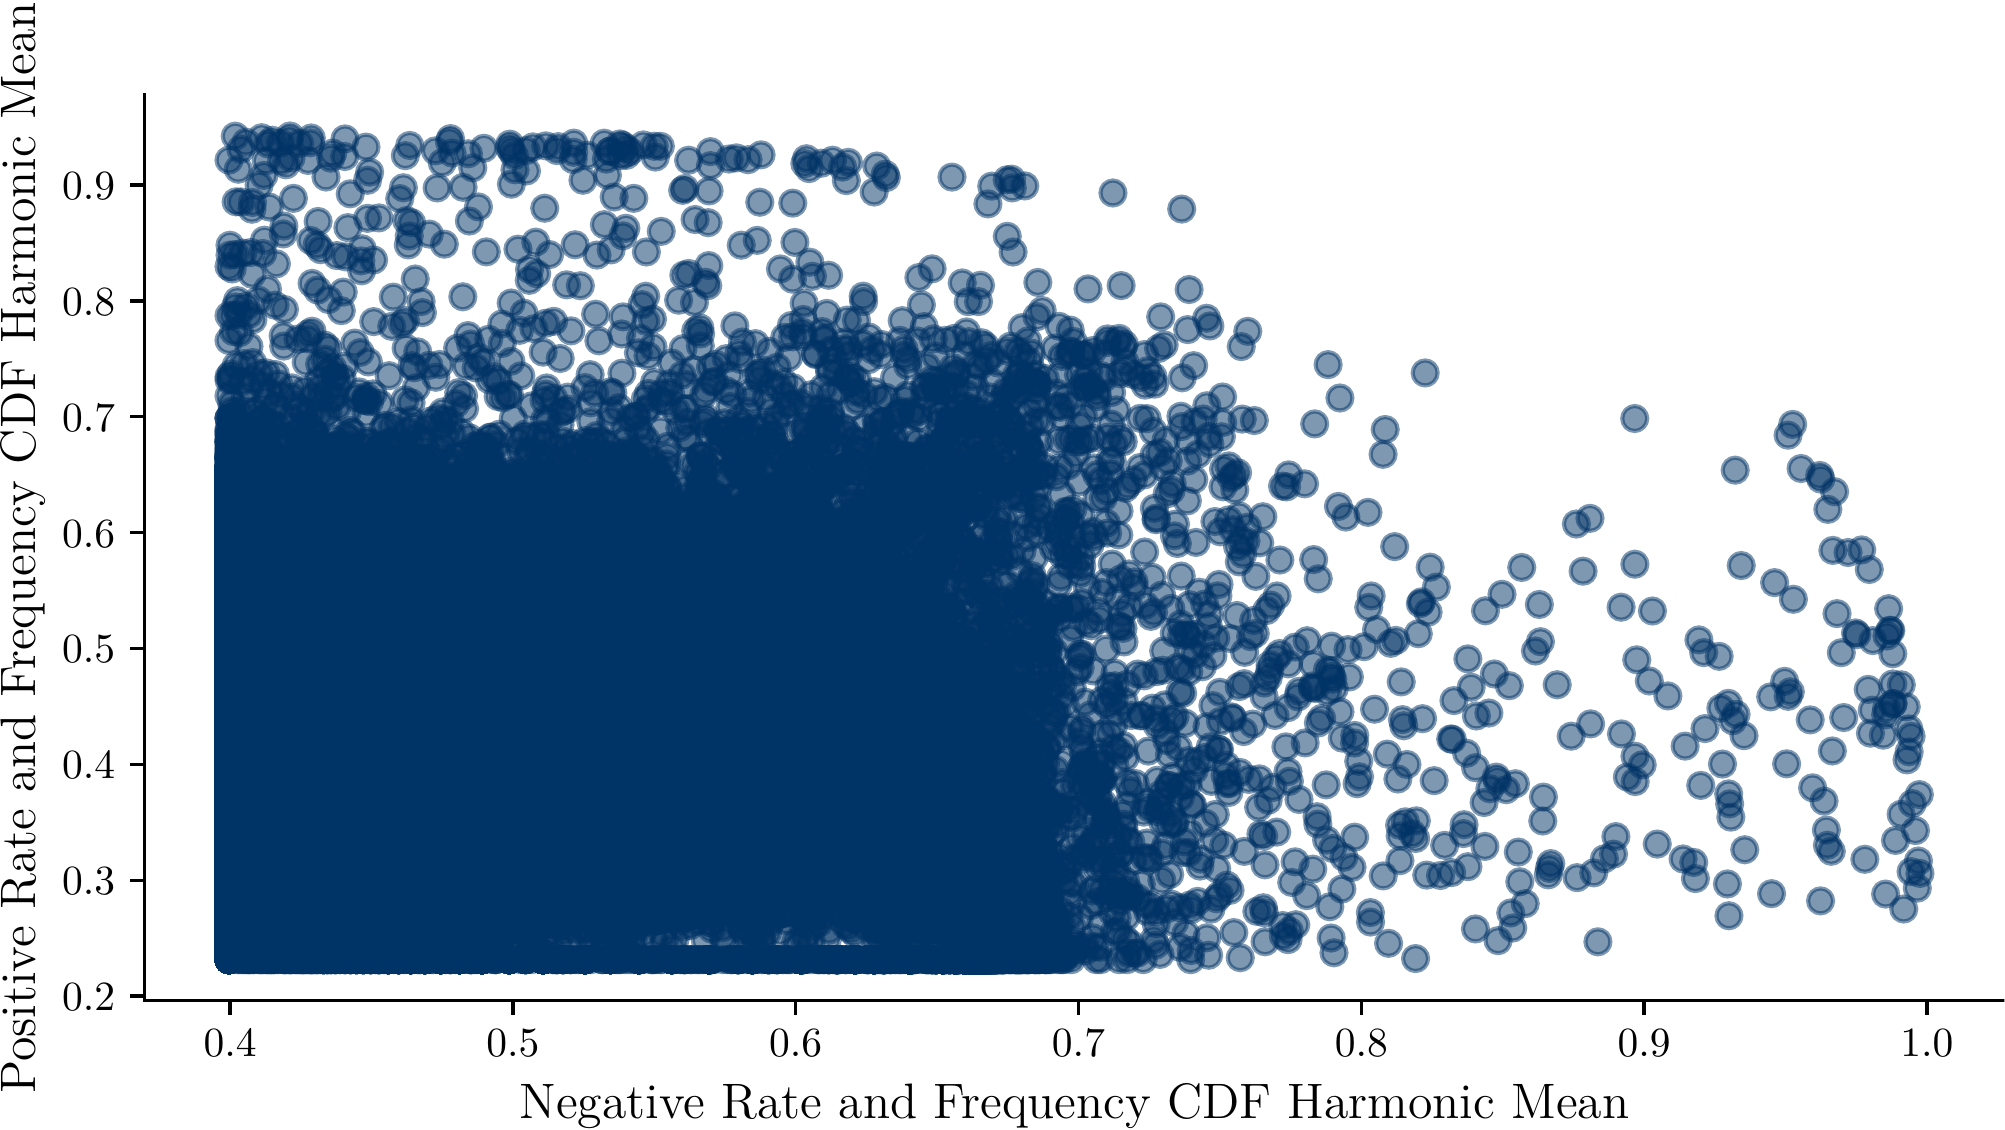 Positive Rate and Frequency CDF Harmonic Mean
0.9
0.8
0.7
0.6
0.5
0.4
0.3
0.2
0.4 0.5 0.6 0.7 0.8 0.9 1.0
Negative Rate and Frequency CDF Harmonic Mean